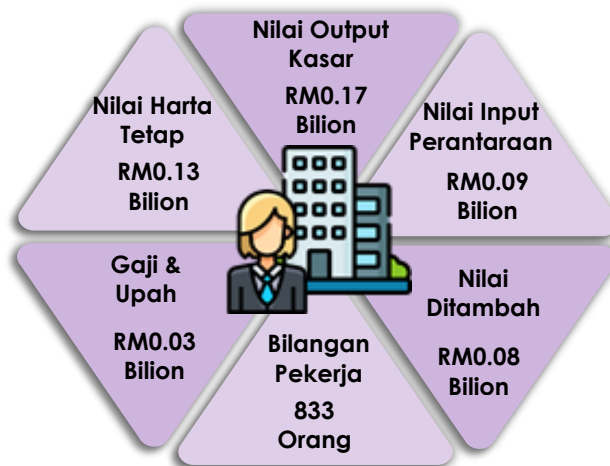 Nilai Output
Kasar
RM0.17
Bilion
Nilai Harta
Tetap
RM0.13
Bilion
Nilai Input
Perantaraan
RM0.09
Bilion
Gaji &
Upah
RM0.03
Bilion
Bilangan
Pekerja
833
Orang
Nilai
Ditambah
RM0.08
Bilion